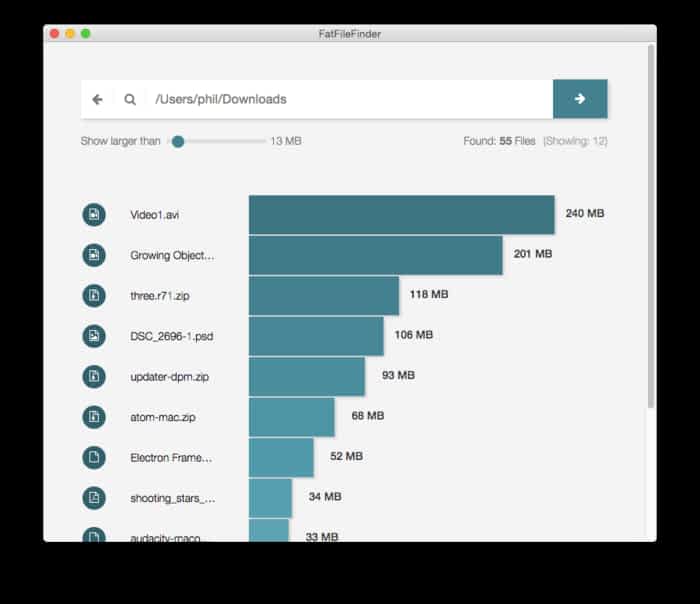 FatFileFinder
/Users/phil/Downloads
Show larger than 13 MB Found: 55 Files (Showing: 12)
Video1.avi 240 MB
Growing Object... 201 MB
three.r71.zip 118 MB
DSC_2696-1.psd 106 MB
updater-dpm.zip 93 MB
atom-mac.zip 68 MB
Electron Frame... 52 MB
shooting_stars_... 34 MB
audacity-maco... 33 MB